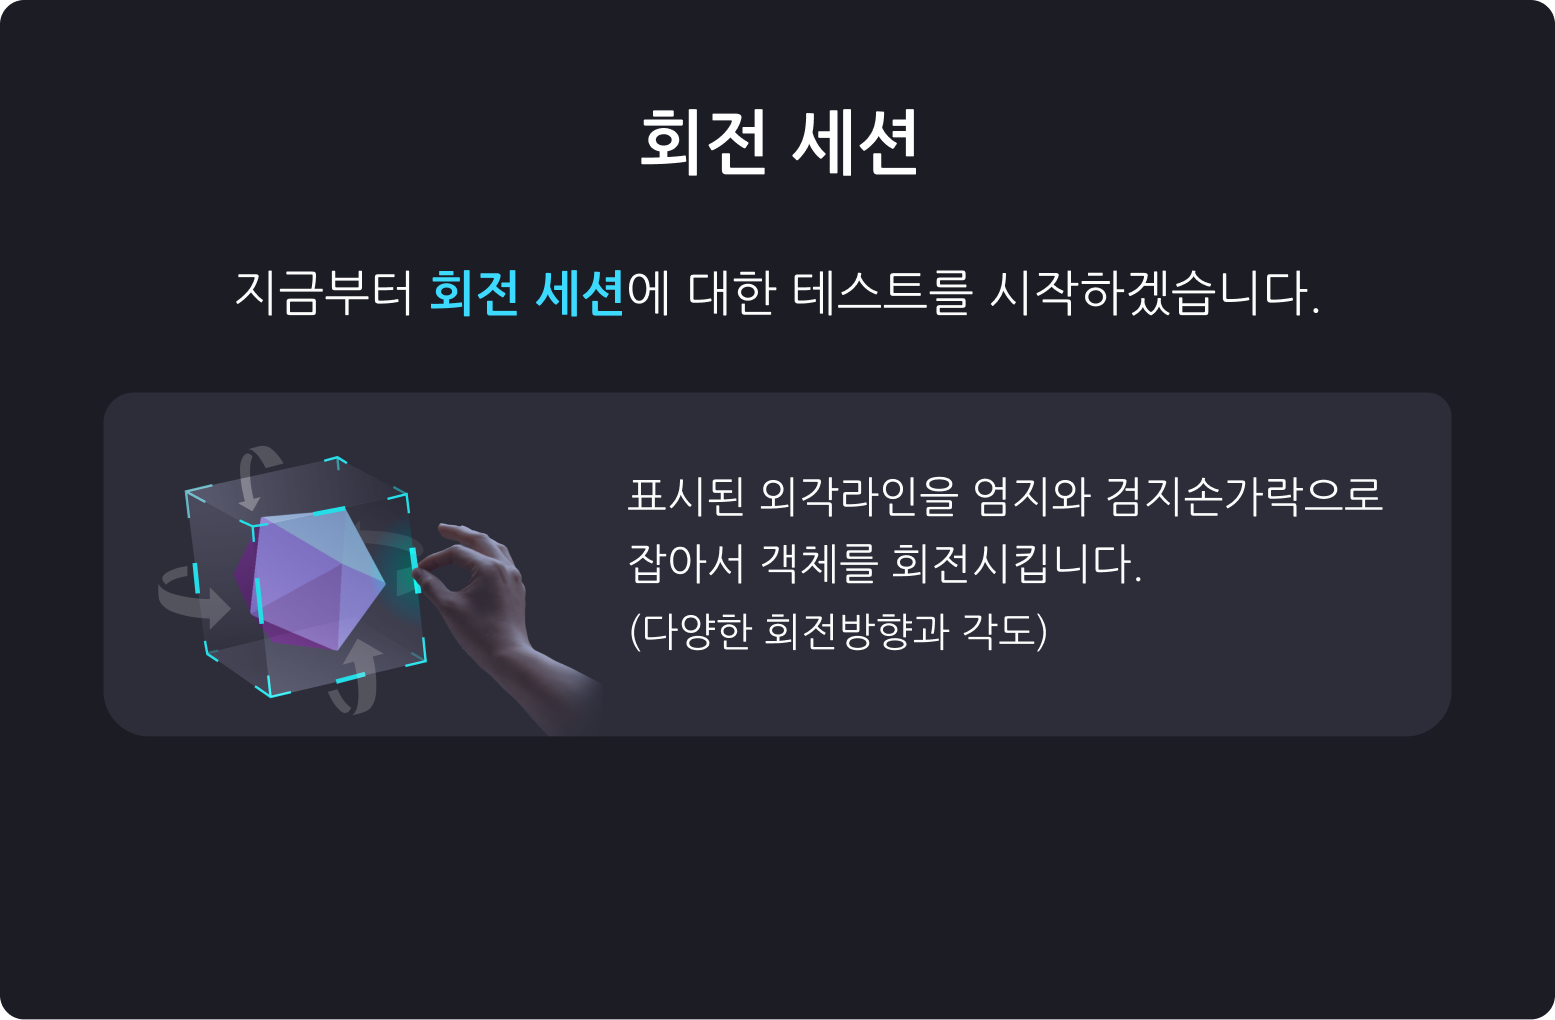 회전 세션
지금부터 회전 세션에 대한 테스트를 시작하겠습니다.
표시된 외각라인을 엄지와 검지손가락으로
잡아서 객체를 회전시킵니다.
(다양한 회전방향과 각도)